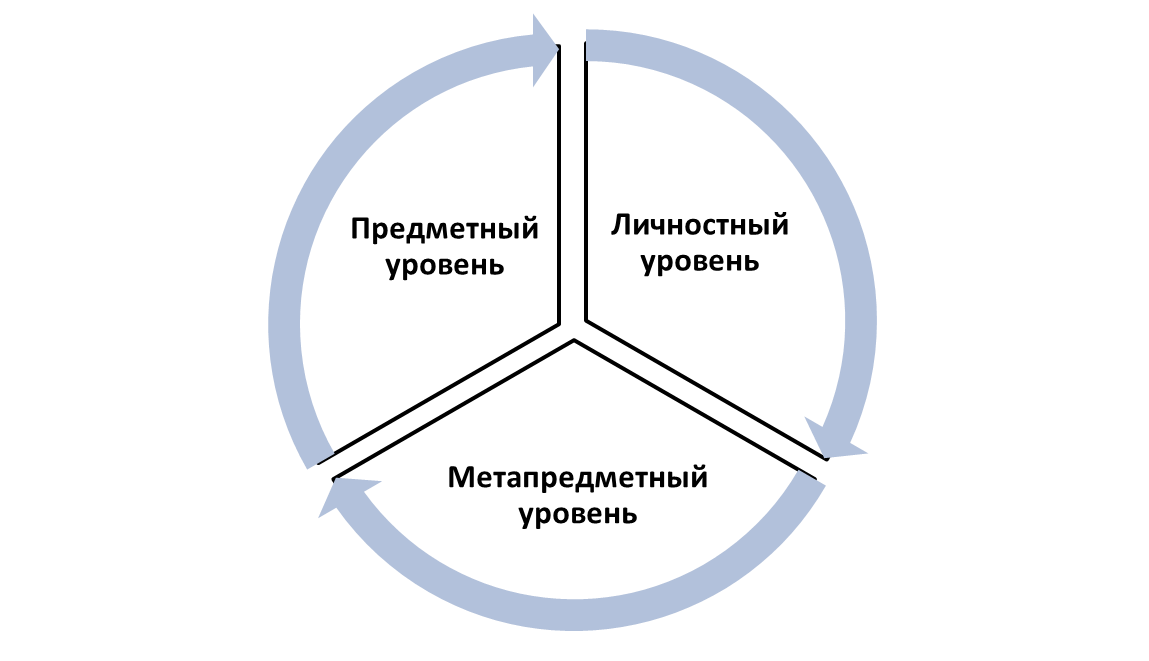 Предметный
уровень
Личностный
уровень
Метапредметный
уровень